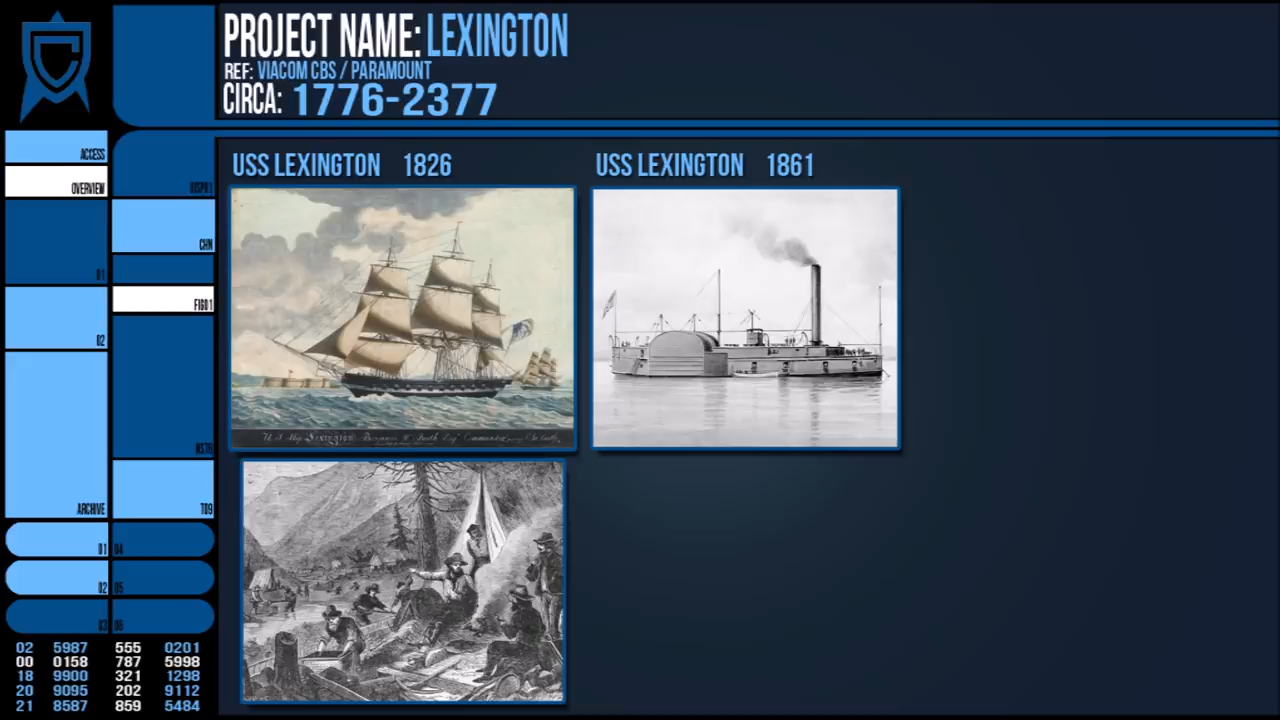 PROJECT NAME: LEXINGTON
REF: VIACOM CBS / PARAMOUNT
CIRCA: 1776-2377
ACCESS
OVERVIEW
01
02
ARCHIVE
01
02
03
CHN
FIG01
T09
04
05
06
02 5987 555 0201
00 0158 787 5998
18 9900 321 1298
20 9095 202 9112
21 8587 859 5484
USS LEXINGTON 1826
USS LEXINGTON 1861
Lexington